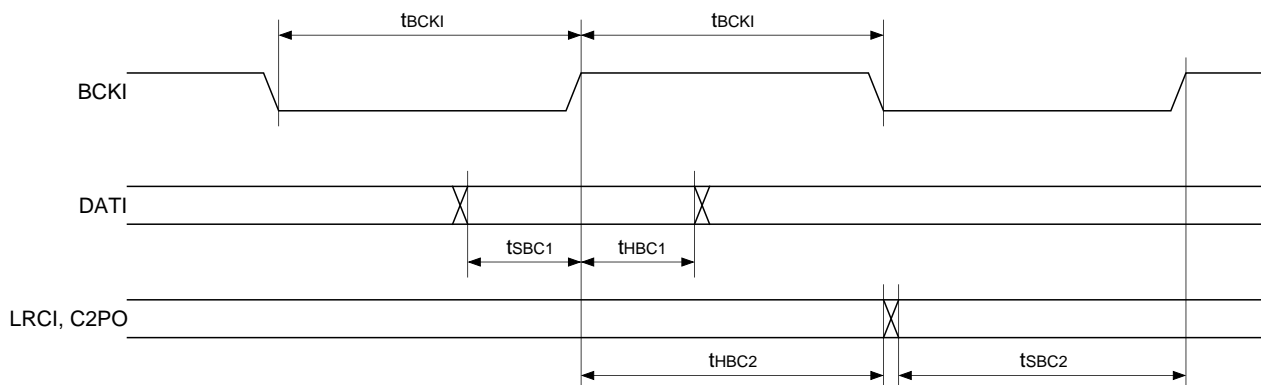 tBCKI tBCKI
BCKI
DATI
tSBC1 tHBC1
LRCI, C2PO
tHBC2 tSBC2